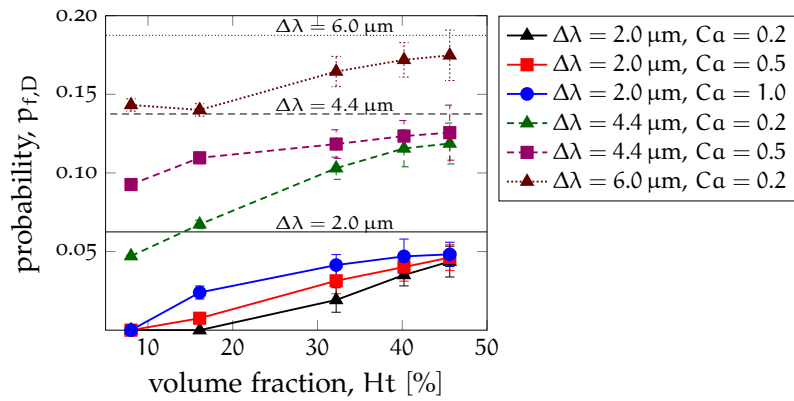 0.20
0.15
0.10
0.05
probability, p_f,D
Δλ = 6.0 μm
Δλ = 4.4 μm
Δλ = 2.0 μm
10 20 30 40 50
volume fraction, Ht [%]
Δλ = 2.0 μm, Ca = 0.2
Δλ = 2.0 μm, Ca = 0.5
Δλ = 2.0 μm, Ca = 1.0
Δλ = 4.4 μm, Ca = 0.2
Δλ = 4.4 μm, Ca = 0.5
Δλ = 6.0 μm, Ca = 0.2